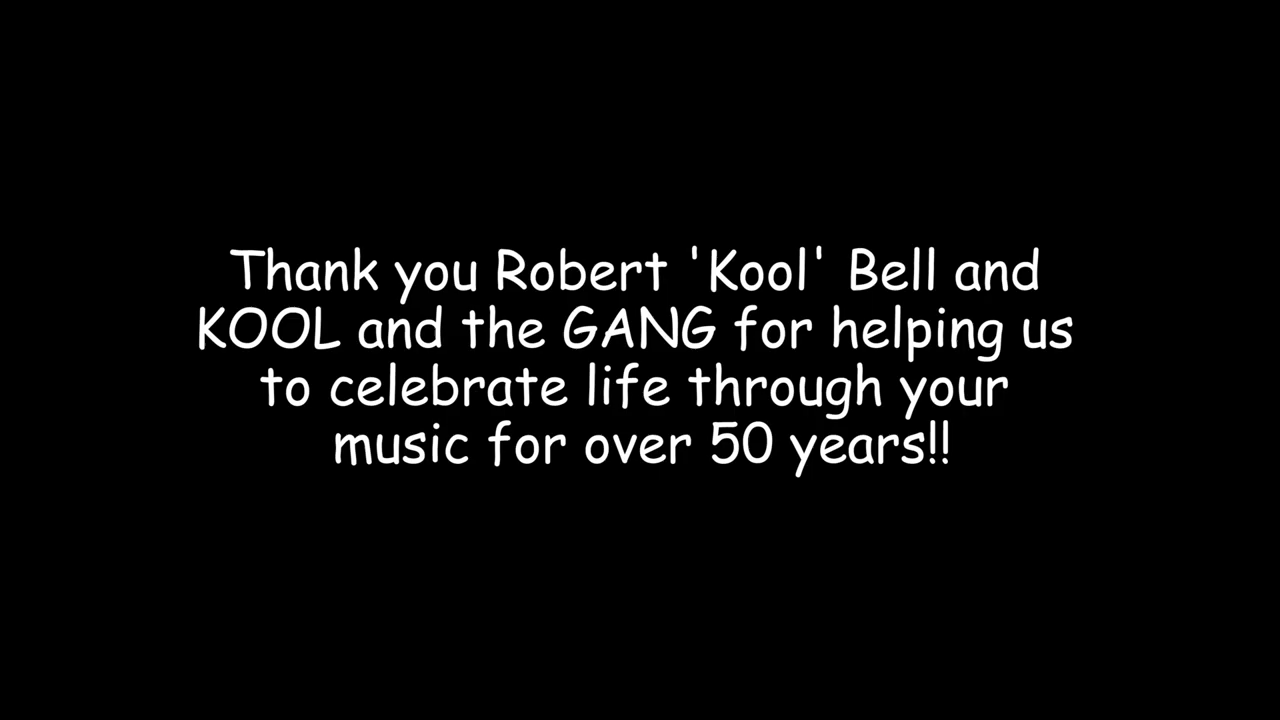 Thank you Robert 'Kool' Bell and
KOOL and the GANG for helping us
to celebrate life through your
music for over 50 years!!